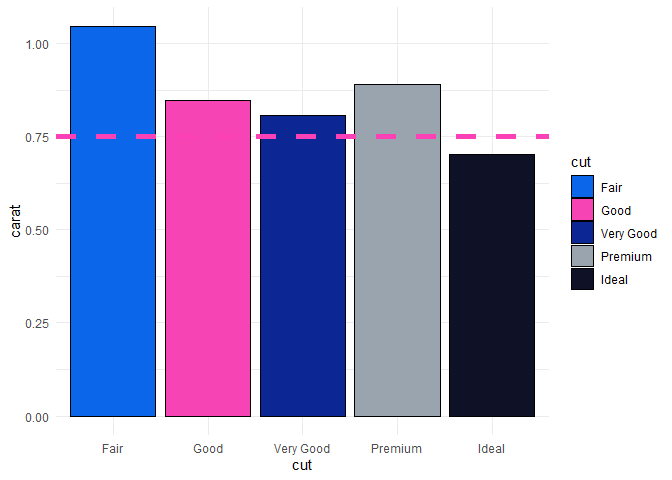 1.00
0.75
0.50
0.25
0.00
carat
Fair
Good
Very Good
Premium
Ideal
cut
cut
Fair
Good
Very Good
Premium
Ideal